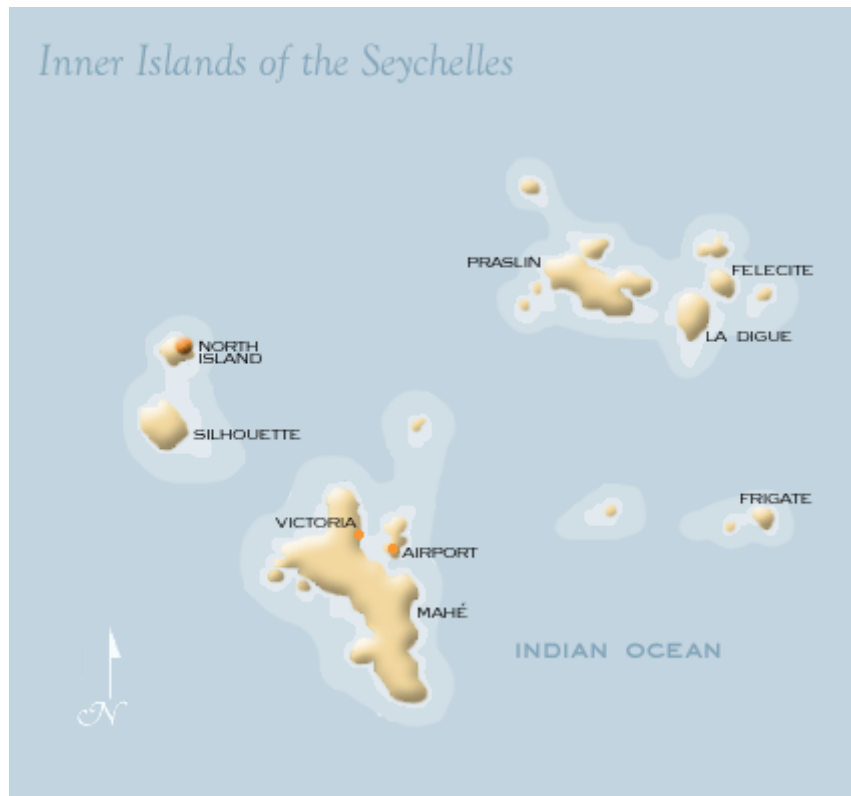 Inner Islands of the Seychelles
PRASLIN
FELECITE
LA DIGUE
NORTH
ISLAND
SILHOUETTE
FRIGATE
VICTORIA
AIRPORT
MAHÉ
INDIAN OCEAN
N